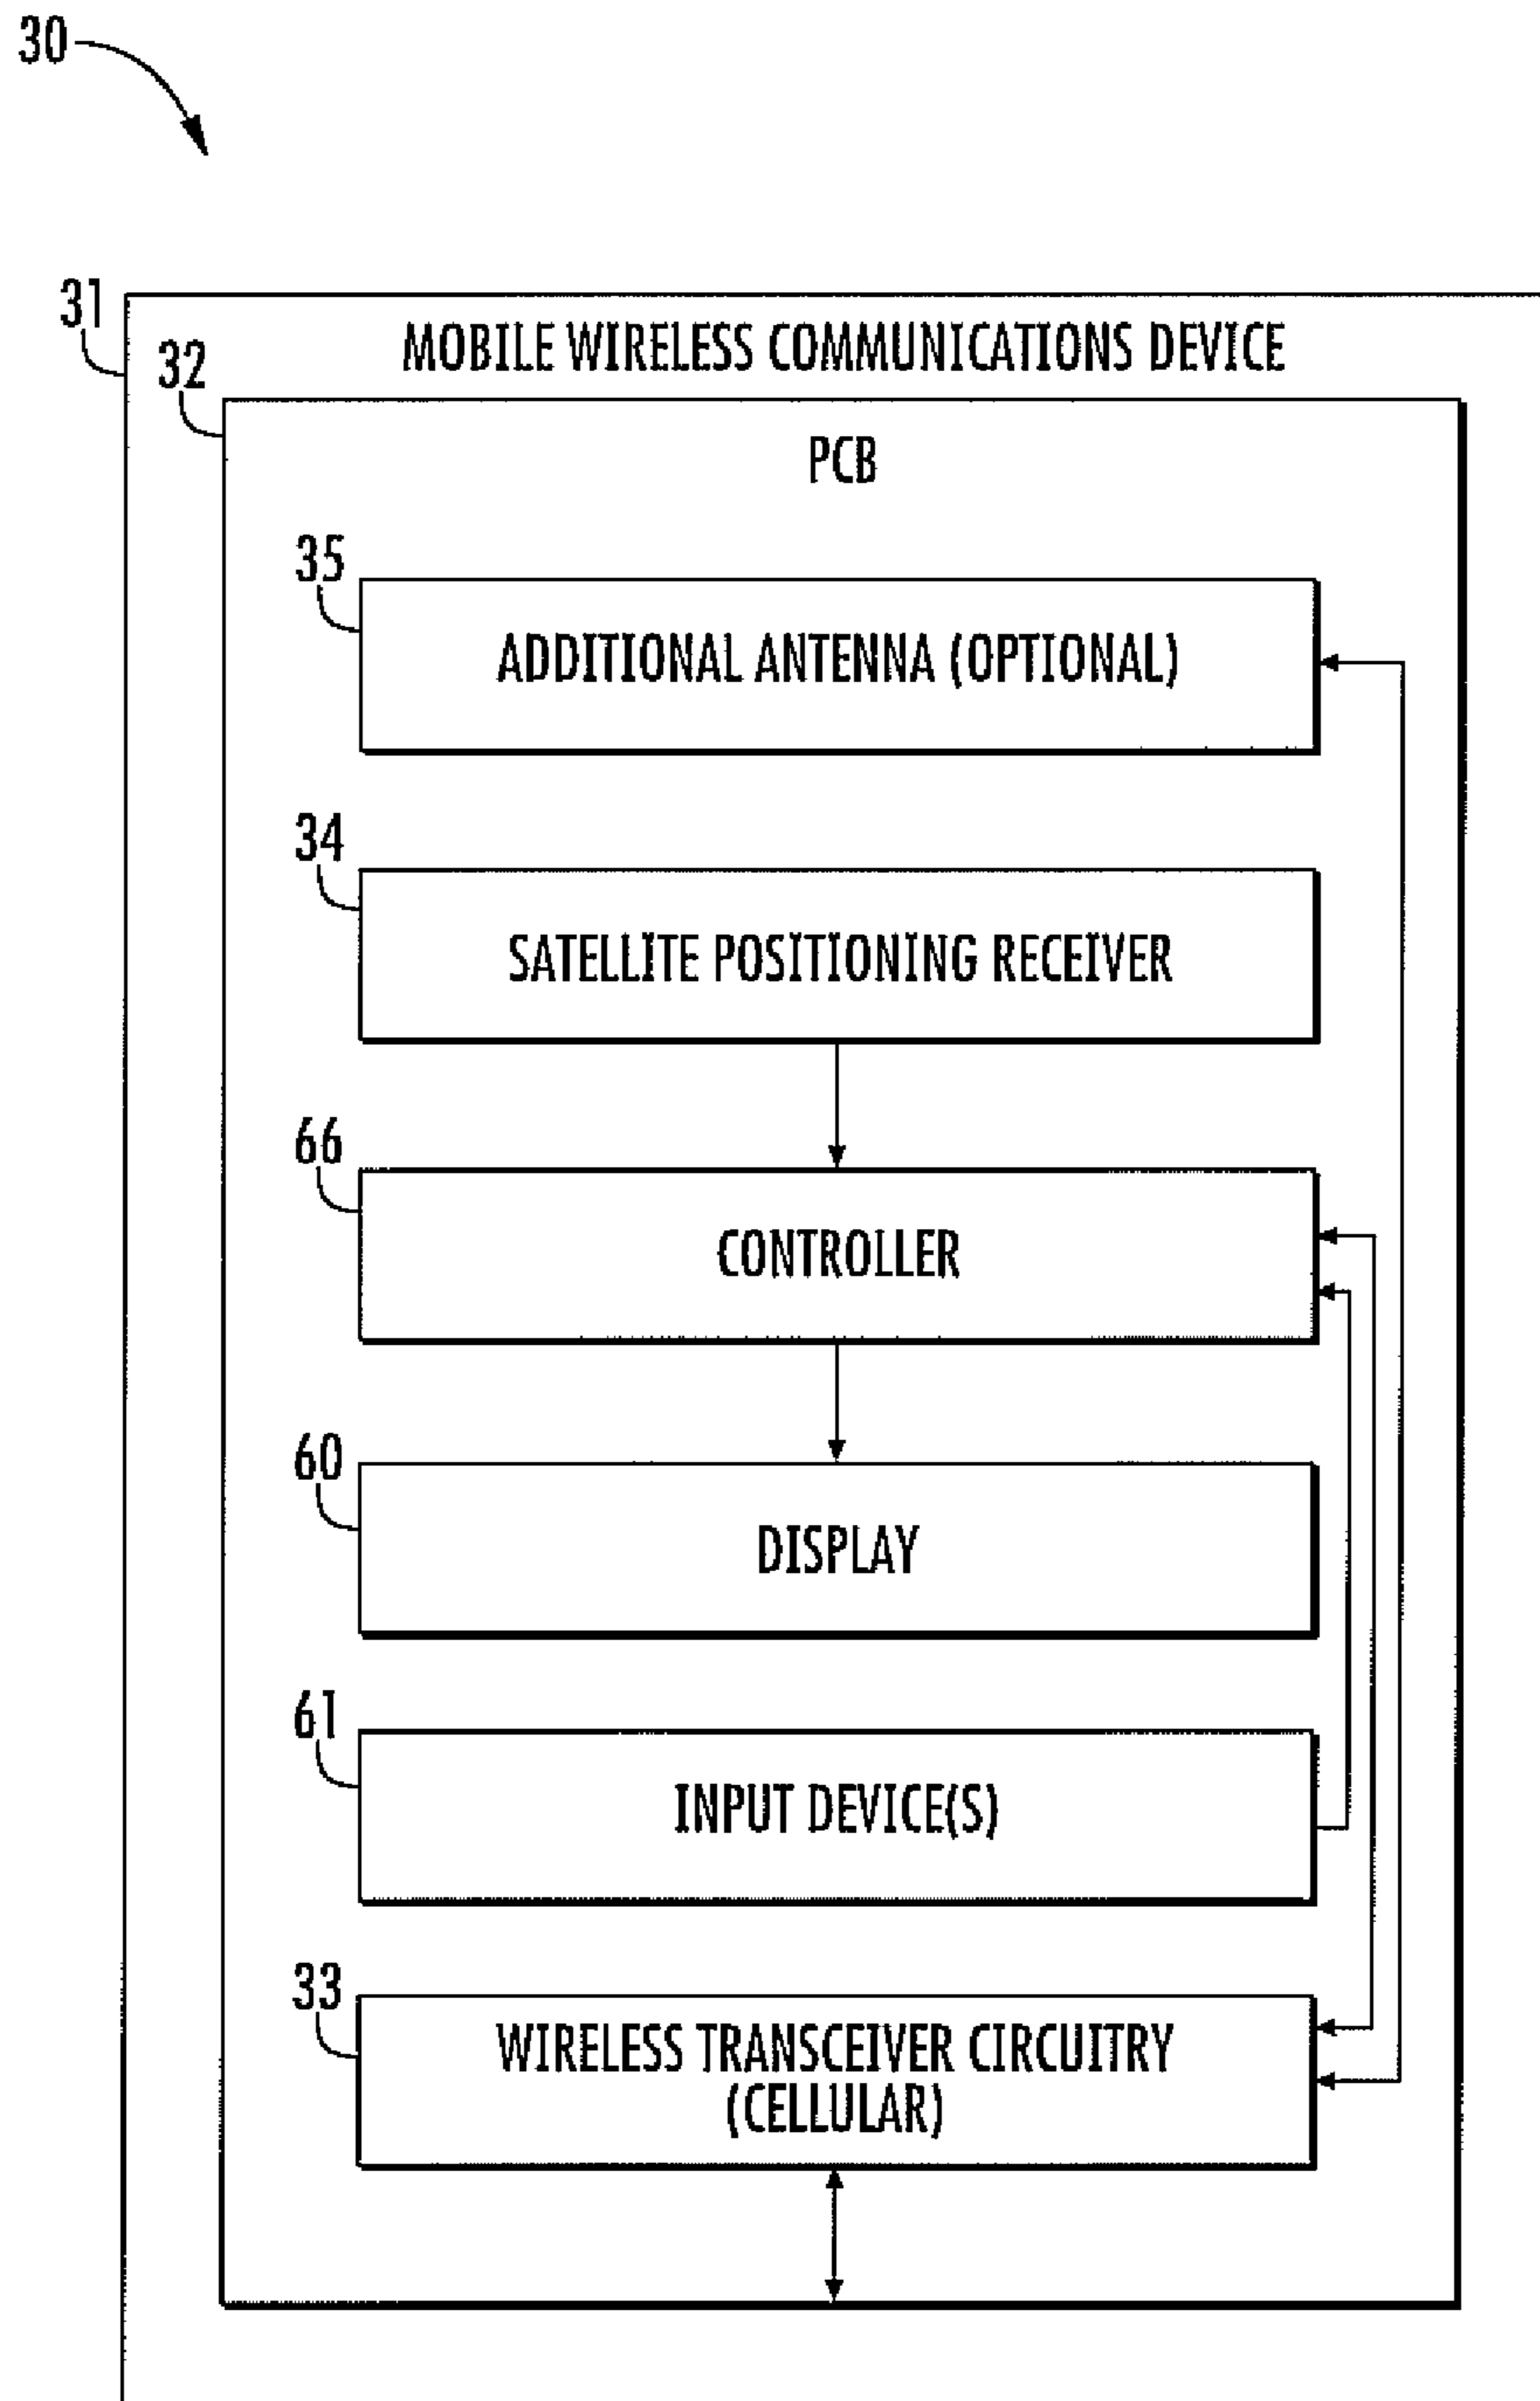 30
31
MOBILE WIRELESS COMMUNICATIONS DEVICE
32
PCB
35
ADDITIONAL ANTENNA (OPTIONAL)
34
SATELLITE POSITIONING RECEIVER
66
CONTROLLER
60
DISPLAY
61
INPUT DEVICE(S)
33
WIRELESS TRANSCEIVER CIRCUITRY
(CELLULAR)